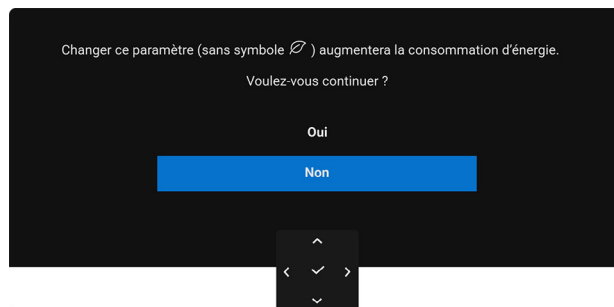 Changer ce paramètre (sans symbole ) augmentera la consommation d’énergie.
Voulez-vous continuer ?
Oui
Non